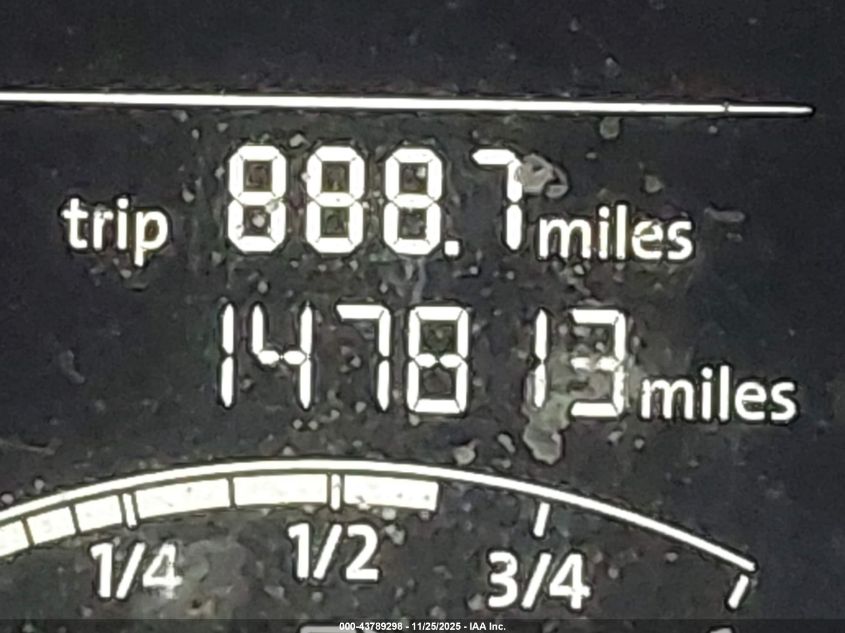 trip 888.7 miles
147813 miles
1/4 1/2 3/4
000-43789298 - 11/25/2025 - IAA Inc.